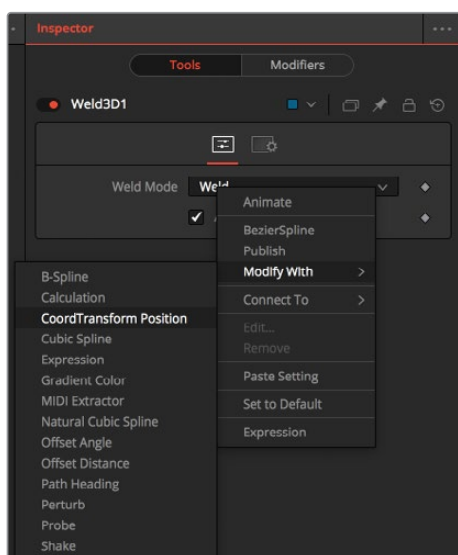 Inspector
Tools Modifiers
Weld3D1
Weld Mode Weld
Animate
BezierSpline
Publish
Modify With
Connect To
Edit...
Remove
Paste Setting
Set to Default
Expression
B-Spline
Calculation
CoordTransform Position
Cubic Spline
Expression
Gradient Color
MIDI Extractor
Natural Cubic Spline
Offset Angle
Offset Distance
Path Heading
Perturb
Probe
Shake